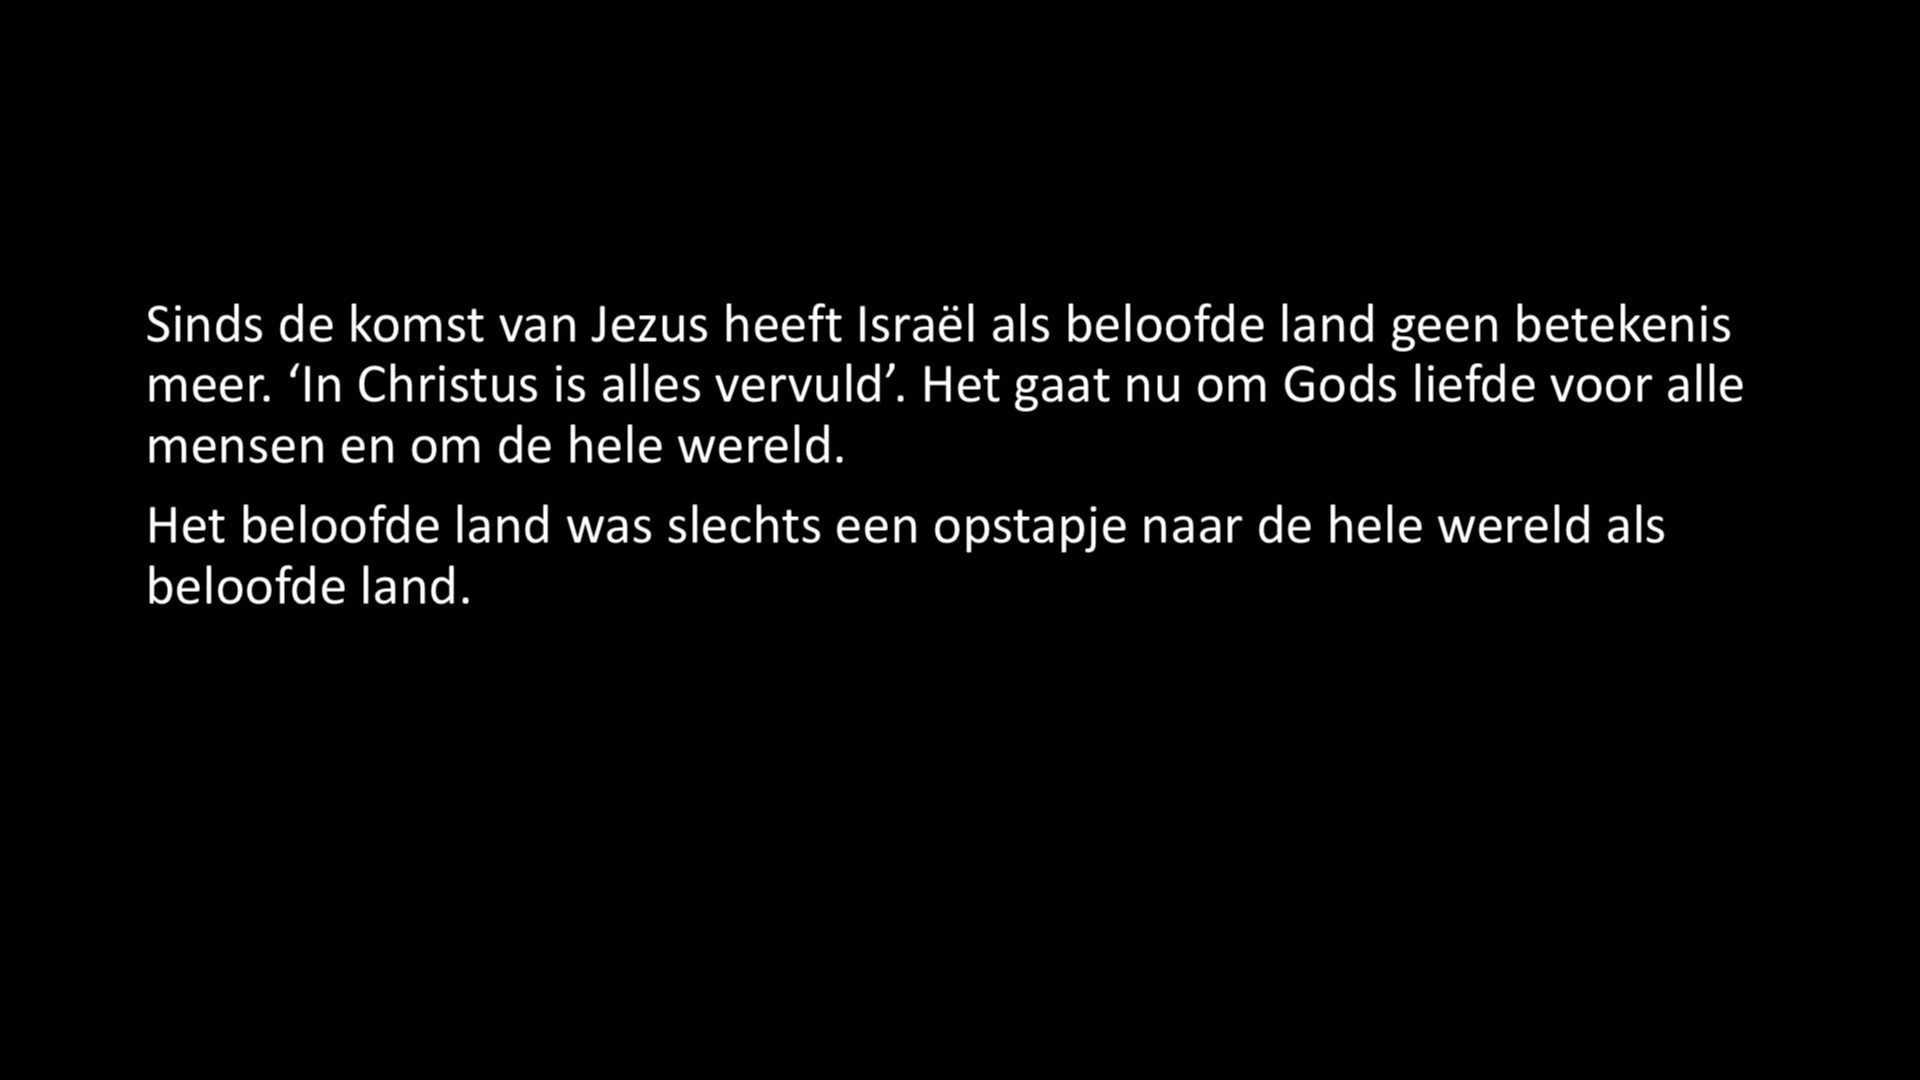 Sinds de komst van Jezus heeft Israël als beloofde land geen betekenis
meer. ‘In Christus is alles vervuld’. Het gaat nu om Gods liefde voor alle
mensen en om de hele wereld.
Het beloofde land was slechts een opstapje naar de hele wereld als
beloofde land.